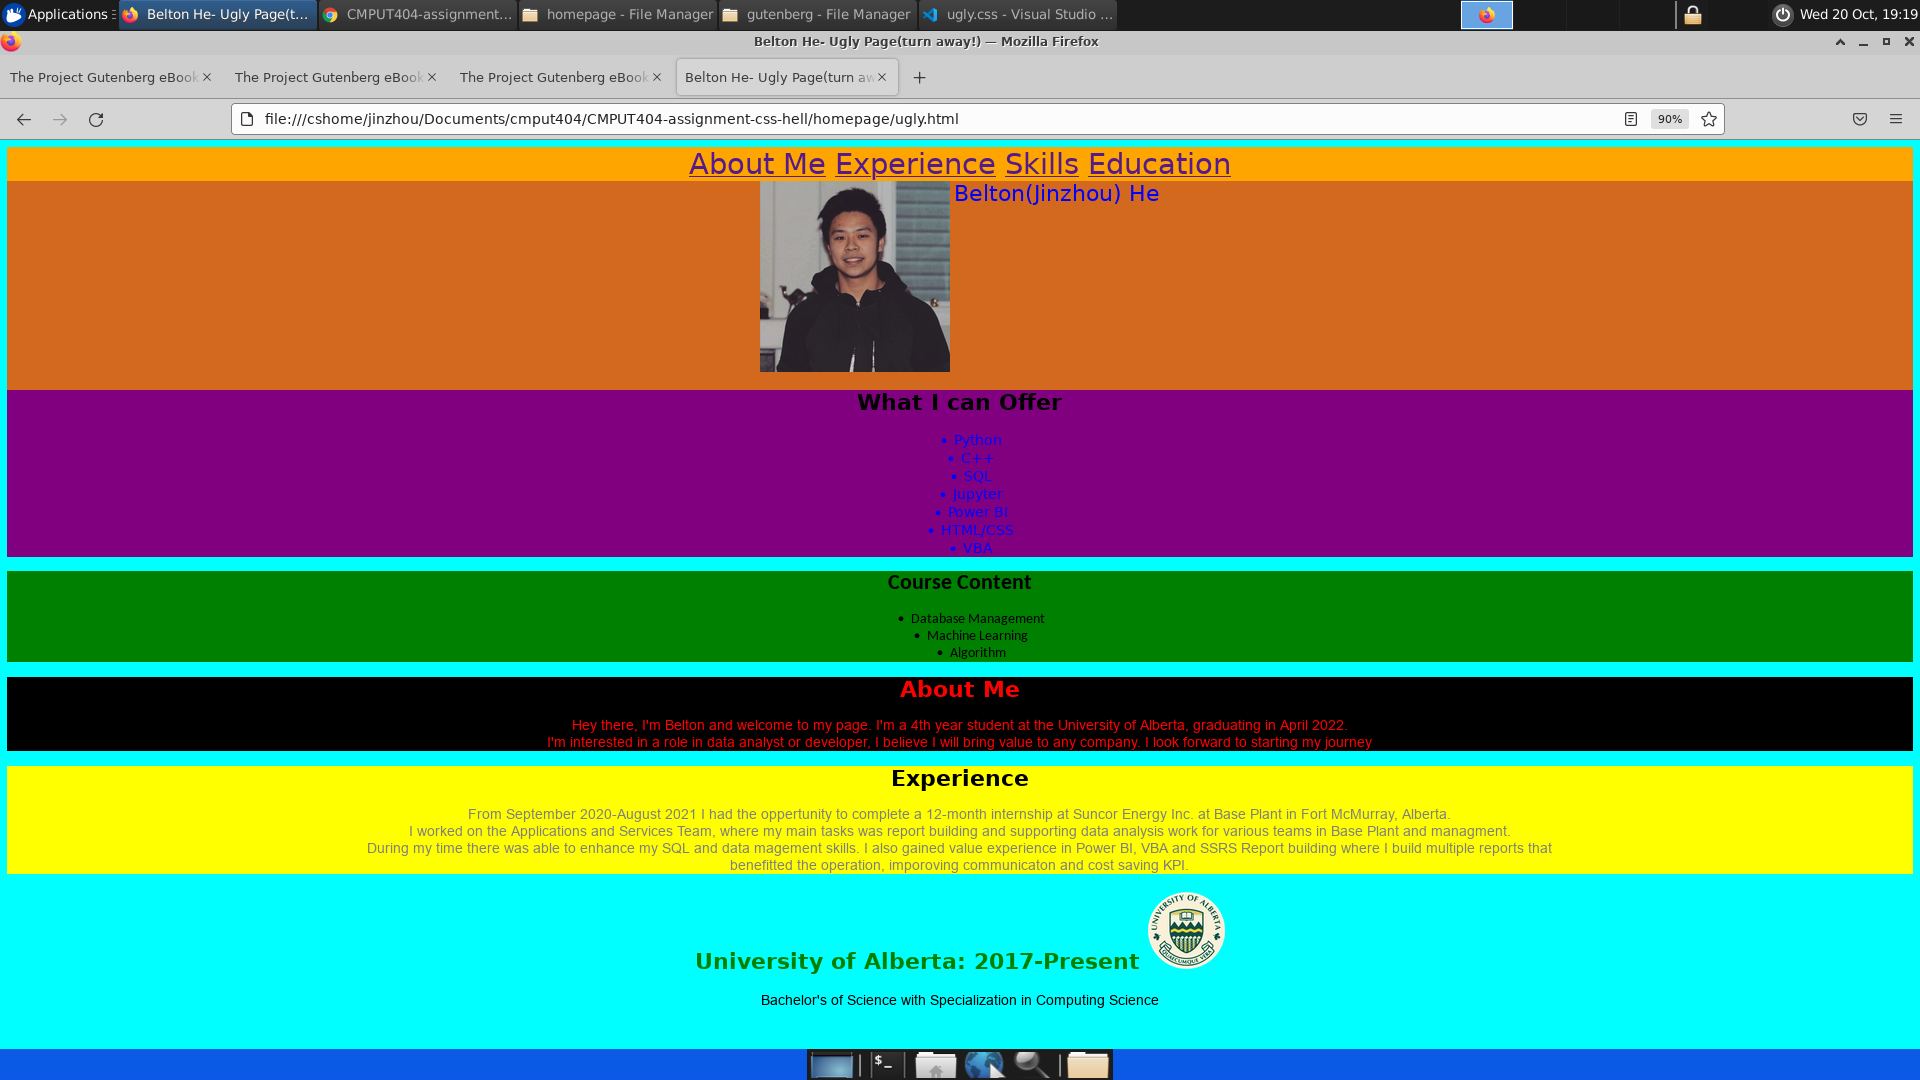 Applications
Belton He- Ugly Page(t...
CMPUT404-assignment...
homepage - File Manager
gutenberg - File Manager
ugly.css - Visual Studio ...
Wed 20 Oct, 19:19
Belton He- Ugly Page(turn away!) — Mozilla Firefox
The Project Gutenberg eBook
The Project Gutenberg eBook
The Project Gutenberg eBook
Belton He- Ugly Page(turn aw
file:///cshome/jinzhou/Documents/cmput404/CMPUT404-assignment-css-hell/homepage/ugly.html
90%
About Me Experience Skills Education
Belton(Jinzhou) He
What I can Offer
• Python
• C++
• SQL
• Jupyter
• Power BI
• HTML/CSS
• VBA
Course Content
• Database Management
• Machine Learning
• Algorithm
About Me
Hey there, I'm Belton and welcome to my page. I'm a 4th year student at the University of Alberta, graduating in April 2022.
I'm interested in a role in data analyst or developer, I believe I will bring value to any company. I look forward to starting my journey
Experience
From September 2020-August 2021 I had the oppertunity to complete a 12-month internship at Suncor Energy Inc. at Base Plant in Fort McMurray, Alberta.
I worked on the Applications and Services Team, where my main tasks was report building and supporting data analysis work for various teams in Base Plant and managment.
During my time there was able to enhance my SQL and data magement skills. I also gained value experience in Power BI, VBA and SSRS Report building where I build multiple reports that
benefitted the operation, imporoving communicaton and cost saving KPI.
UNIVERSITY OF ALBERTA
QUAECUMQUE VERA
University of Alberta: 2017-Present
Bachelor's of Science with Specialization in Computing Science
$_